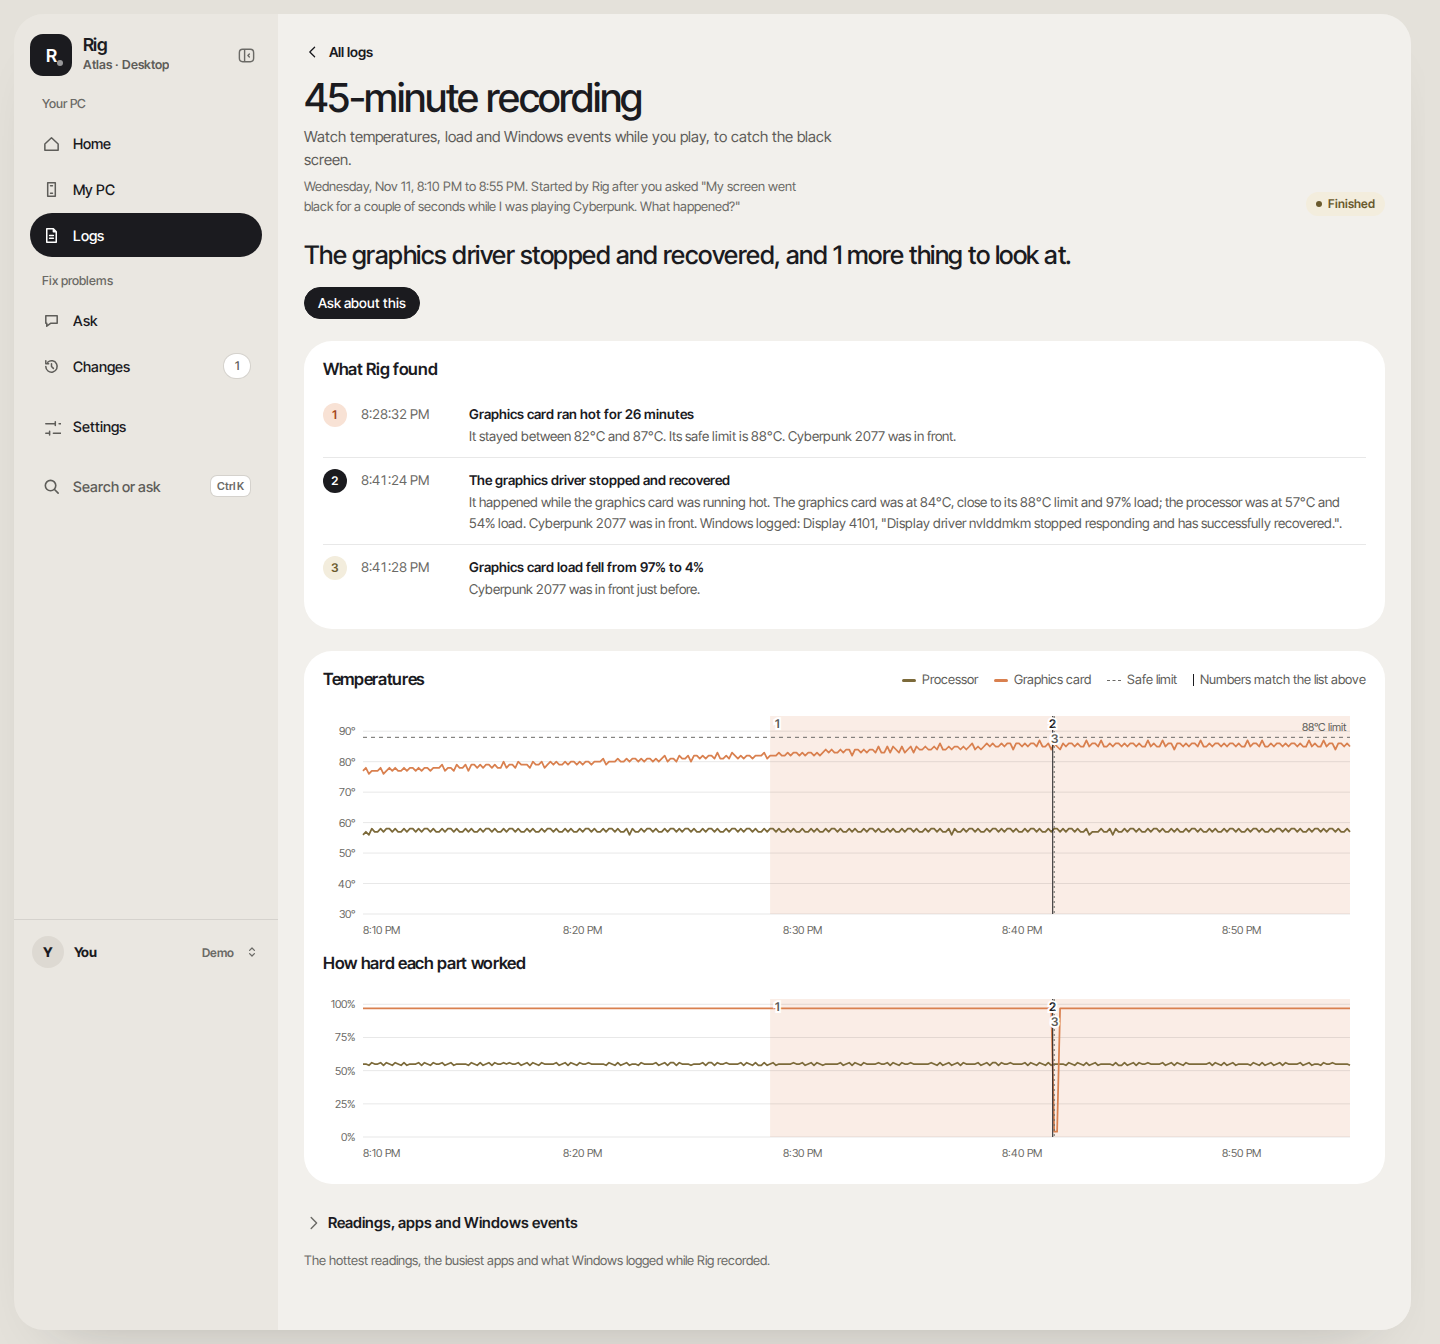 R
Rig
Atlas · Desktop
Your PC
Home
My PC
Logs
Fix problems
Ask
Changes
1
Settings
Search or ask
Ctrl K
Y
You
Demo
All logs
45-minute recording
Watch temperatures, load and Windows events while you play, to catch the black
screen.
Wednesday, Nov 11, 8:10 PM to 8:55 PM. Started by Rig after you asked "My screen went
black for a couple of seconds while I was playing Cyberpunk. What happened?"
Finished
The graphics driver stopped and recovered, and 1 more thing to look at.
Ask about this
What Rig found
1
8:28:32 PM
Graphics card ran hot for 26 minutes
It stayed between 82°C and 87°C. Its safe limit is 88°C. Cyberpunk 2077 was in front.
2
8:41:24 PM
The graphics driver stopped and recovered
It happened while the graphics card was running hot. The graphics card was at 84°C, close to its 88°C limit and 97% load; the processor was at 57°C and
54% load. Cyberpunk 2077 was in front. Windows logged: Display 4101, "Display driver nvlddmkm stopped responding and has successfully recovered.".
3
8:41:28 PM
Graphics card load fell from 97% to 4%
Cyberpunk 2077 was in front just before.
Temperatures
Processor
Graphics card
Safe limit
Numbers match the list above
1
2
3
88°C limit
90°
80°
70°
60°
50°
40°
30°
8:10 PM
8:20 PM
8:30 PM
8:40 PM
8:50 PM
How hard each part worked
1
2
3
100%
75%
50%
25%
0%
8:10 PM
8:20 PM
8:30 PM
8:40 PM
8:50 PM
Readings, apps and Windows events
The hottest readings, the busiest apps and what Windows logged while Rig recorded.